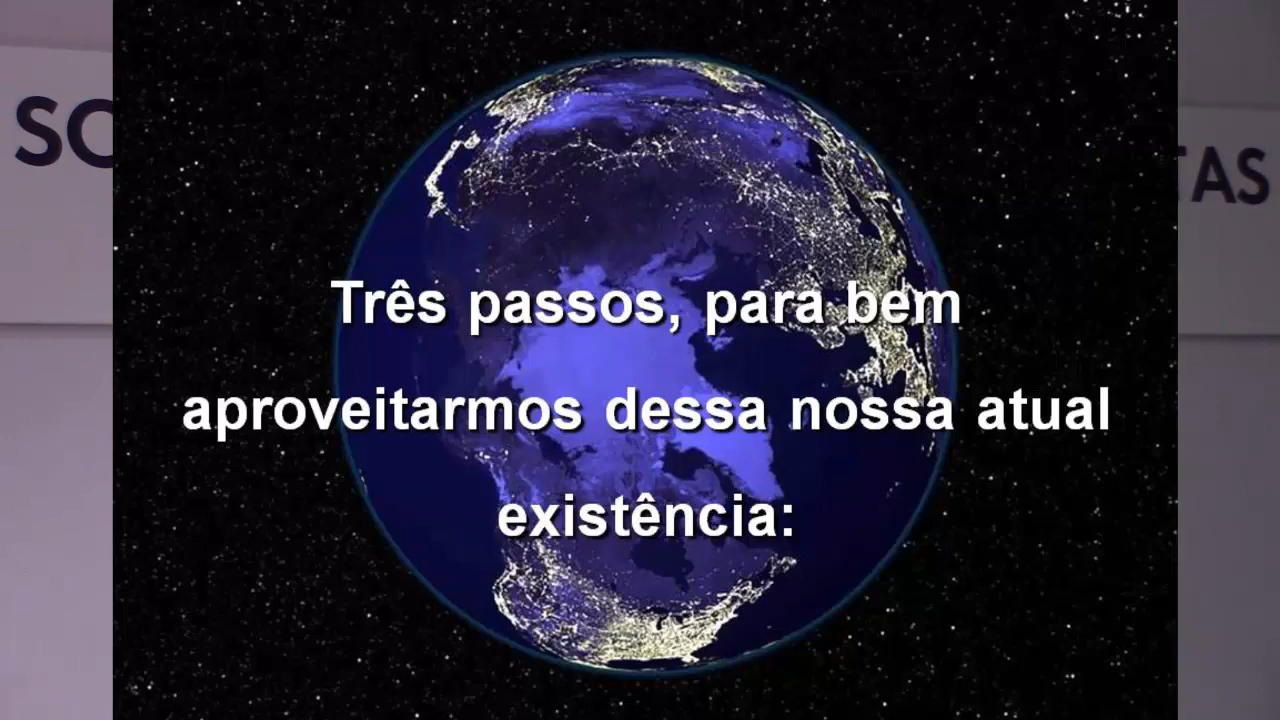 Três passos, para bem
aproveitarmos dessa nossa atual
existência: